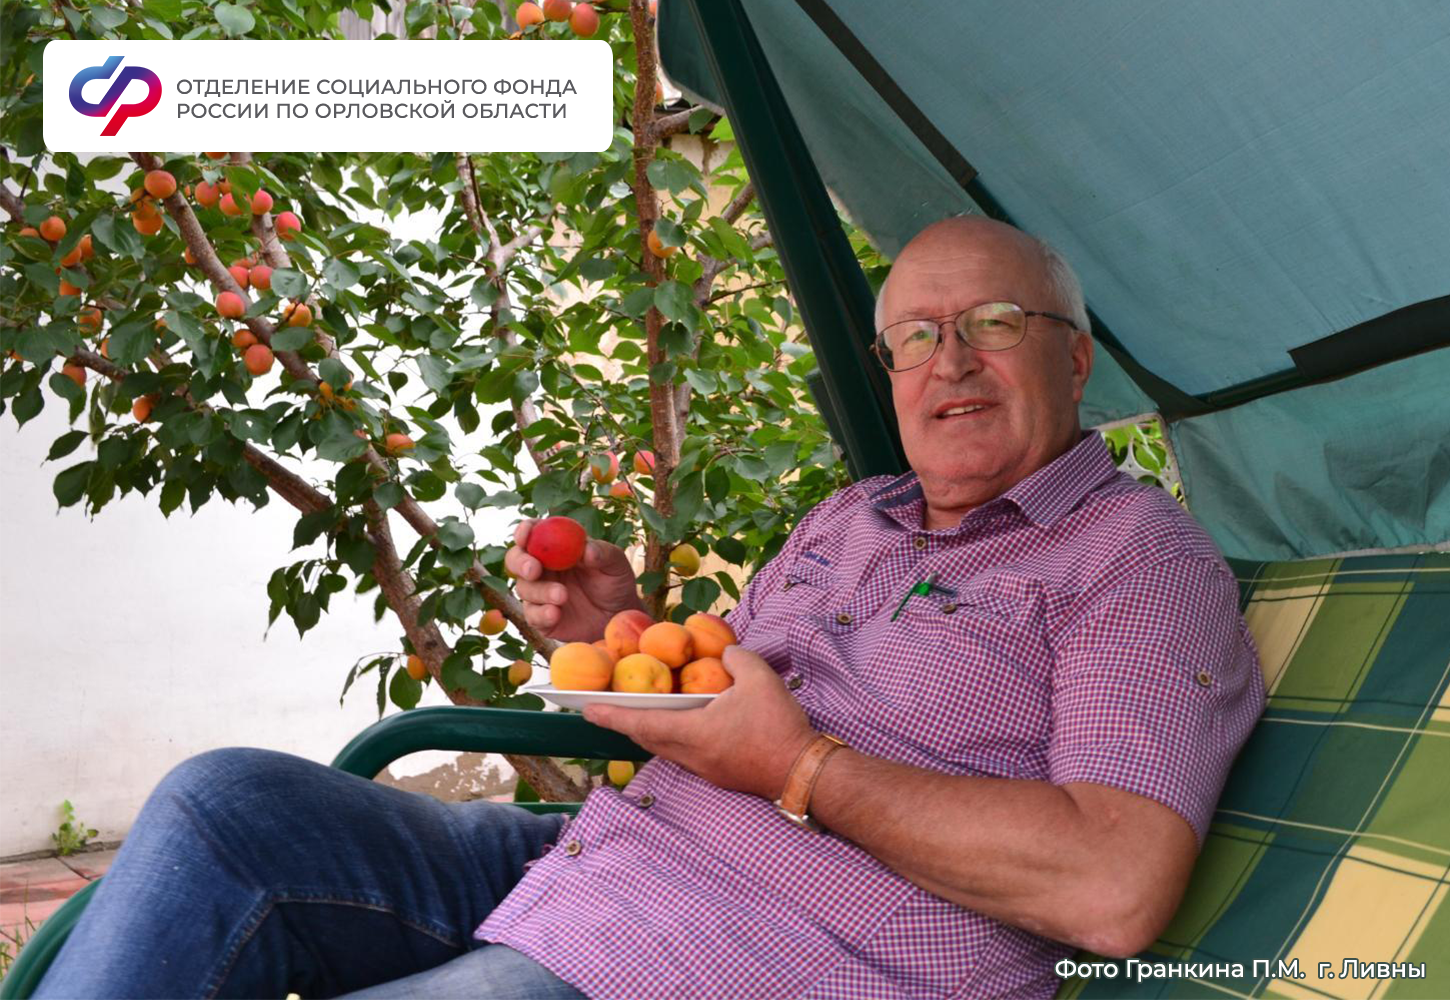 ОТДЕЛЕНИЕ СОЦИАЛЬНОГО ФОНДА
РОССИИ ПО ОРЛОВСКОЙ ОБЛАСТИ
Фото Гранкина П.М. г. Ливны